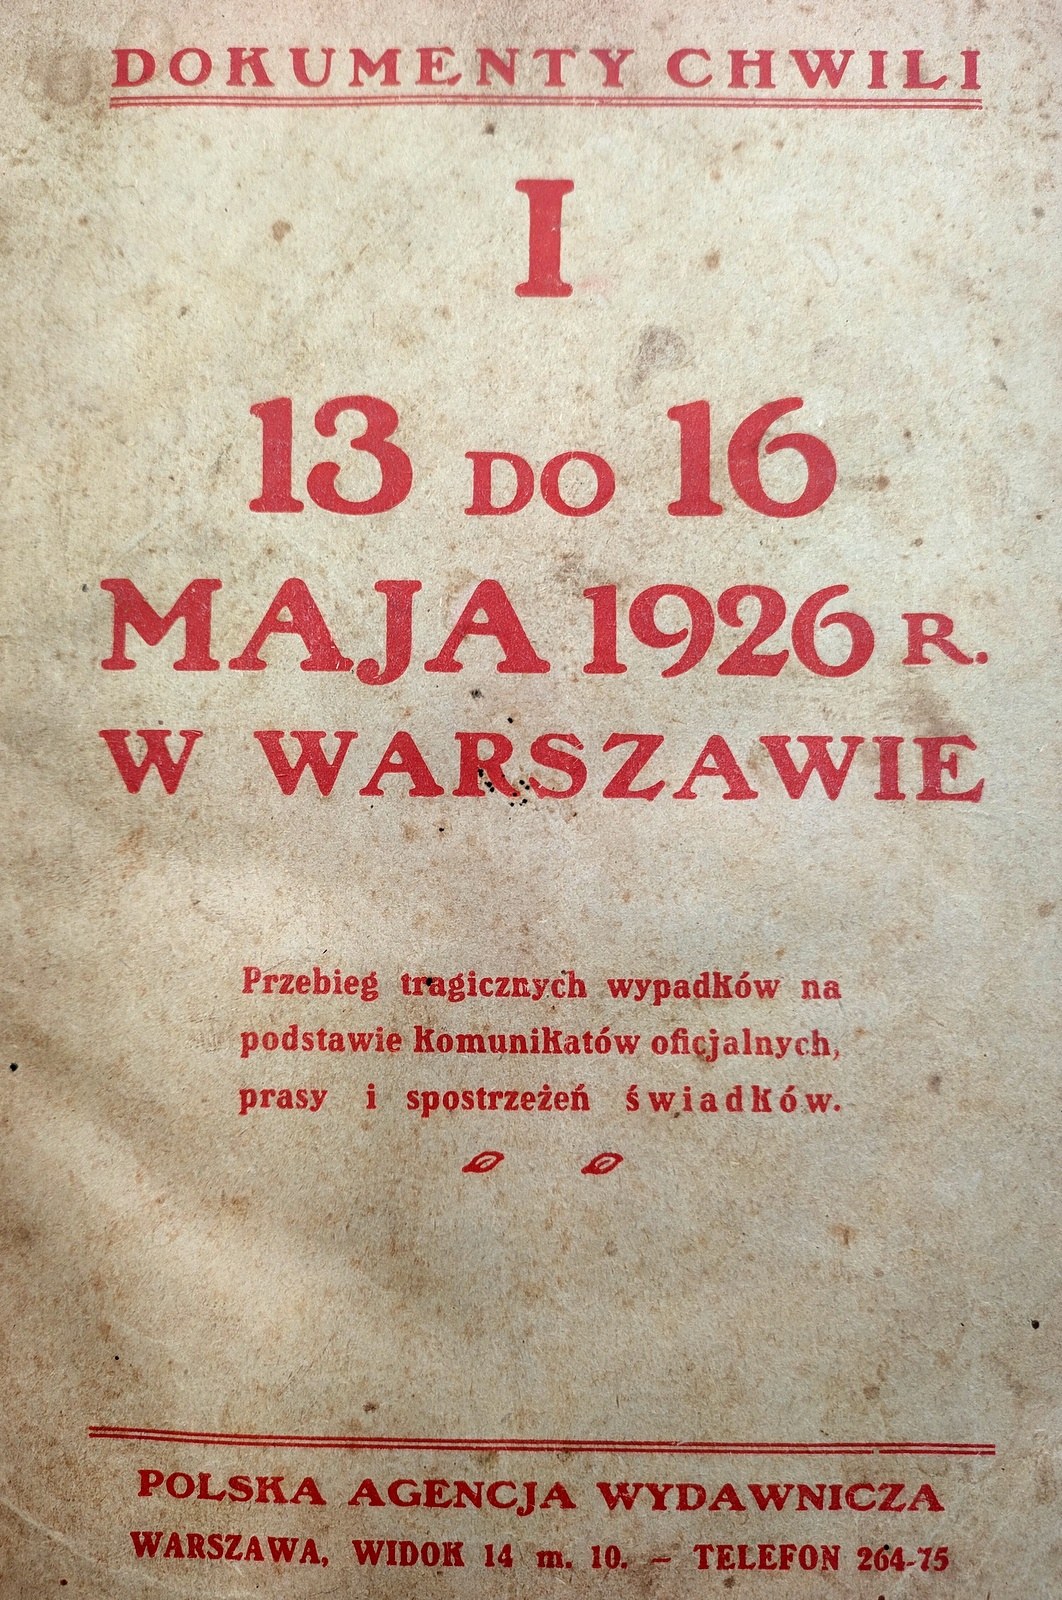 DOKUMENTY CHWILI
I
13 DO 16
MAJA 1926 R.
W WARSZAWIE
Przebieg tragicznych wypadków na
podstawie komunikatów oficjalnych,
prasy i spostrzeżeń świadków.
POLSKA AGENCJA WYDAWNICZA
WARSZAWA, WIDOK 14 m. 10. – TELEFON 264-75